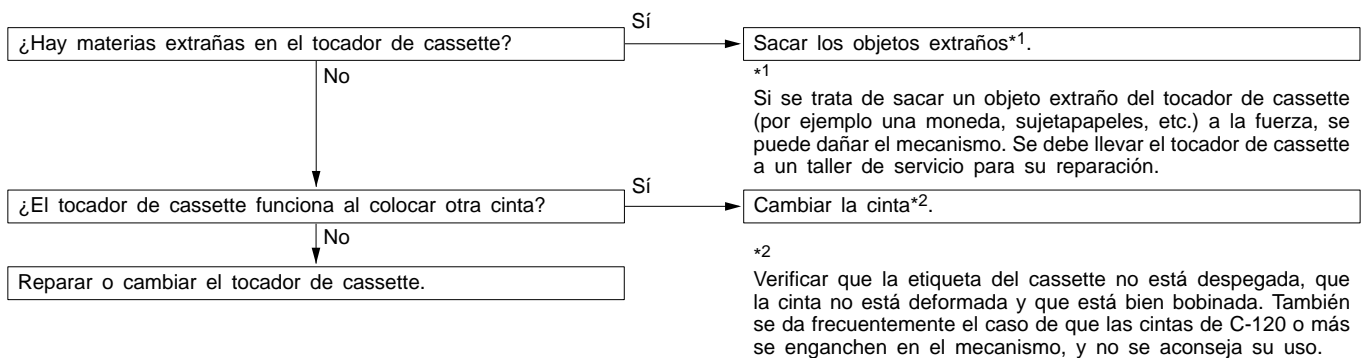 Sí
¿Hay materias extrañas en el tocador de cassette?
Sacar los objetos extraños*1.
No
*1
Si se trata de sacar un objeto extraño del tocador de cassette
(por ejemplo una moneda, sujetapapeles, etc.) a la fuerza, se
puede dañar el mecanismo. Se debe llevar el tocador de cassette
a un taller de servicio para su reparación.
Sí
¿El tocador de cassette funciona al colocar otra cinta?
Cambiar la cinta*2.
No
Reparar o cambiar el tocador de cassette.
*2
Verificar que la etiqueta del cassette no está despegada, que
la cinta no está deformada y que está bien bobinada. También
se da frecuentemente el caso de que las cintas de C-120 o más
se enganchen en el mecanismo, y no se aconseja su uso.